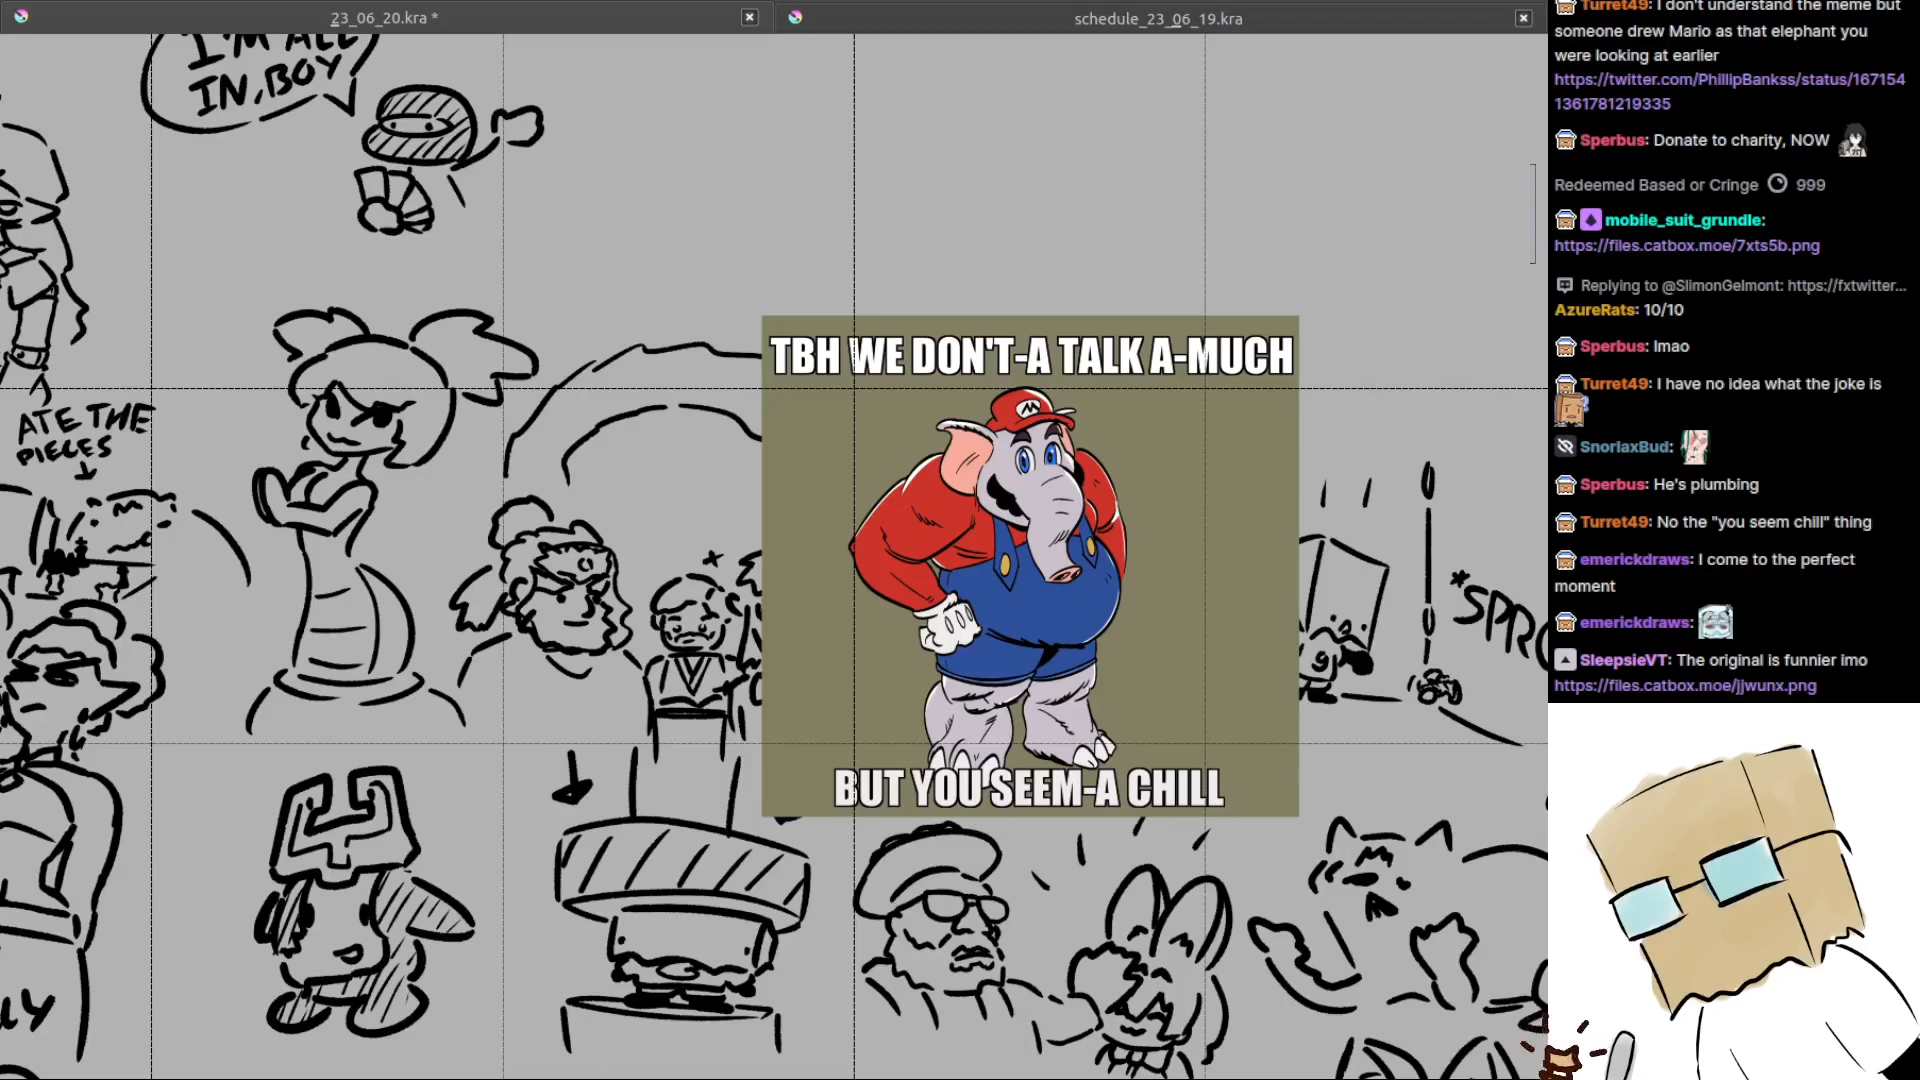 23_06_20.kra *
schedule_23_06_19.kra
I'M ALL
IN, BOY
ATE THE
PIECES
TBH WE DON'T-A TALK A-MUCH
M
BUT YOU SEEM-A CHILL
9
*SPRO
LY
Turret49: I don't understand the meme but
someone drew Mario as that elephant you
were looking at earlier
https://twitter.com/PhillipBankss/status/167154
1361781219335
Sperbus: Donate to charity, NOW
Redeemed Based or Cringe 999
mobile_suit_grundle:
https://files.catbox.moe/7xts5b.png
Replying to @SlimonGelmont: https://fxtwitter...
AzureRats: 10/10
Sperbus: lmao
Turret49: I have no idea what the joke is
SnorlaxBud:
Sperbus: He's plumbing
Turret49: No the "you seem chill" thing
emerickdraws: I come to the perfect
moment
emerickdraws:
SleepsieVT: The original is funnier imo
https://files.catbox.moe/jjwunx.png